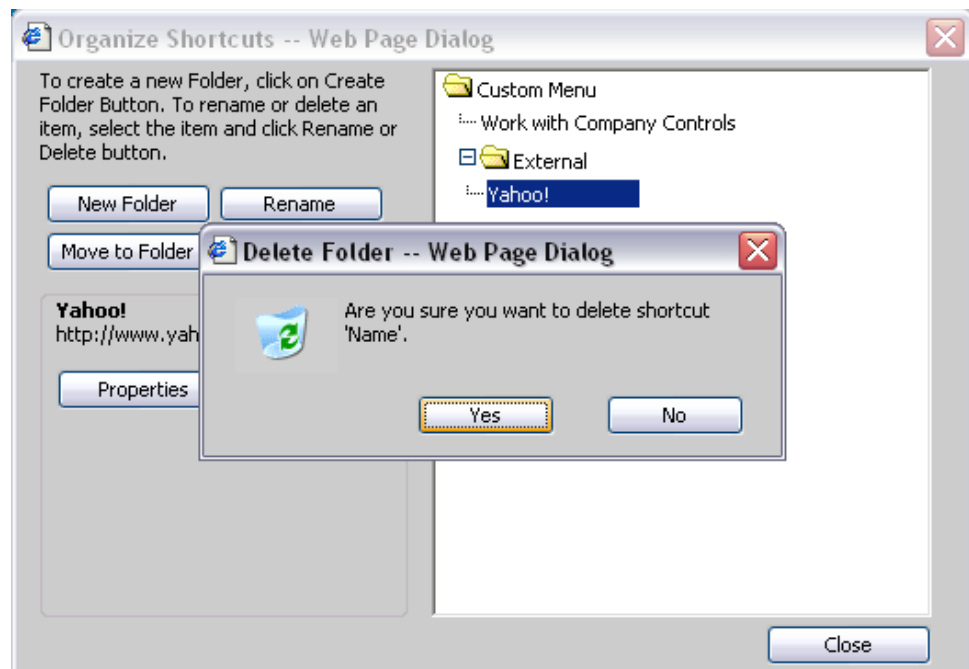 Organize Shortcuts -- Web Page Dialog
To create a new Folder, click on Create
Folder Button. To rename or delete an
item, select the item and click Rename or
Delete button.
New Folder
Rename
Move to Folder
Yahoo!
http://www.yah
Properties
Custom Menu
Work with Company Controls
External
Yahoo!
Delete Folder -- Web Page Dialog
Are you sure you want to delete shortcut
'Name'.
Yes
No
Close